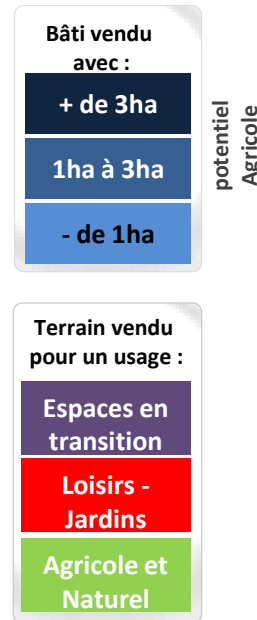 Bâti vendu
avec :
+ de 3ha
1ha à 3ha
- de 1ha
potentiel
Agricole
Terrain vendu
pour un usage :
Espaces en
transition
Loisirs -
Jardins
Agricole et
Naturel